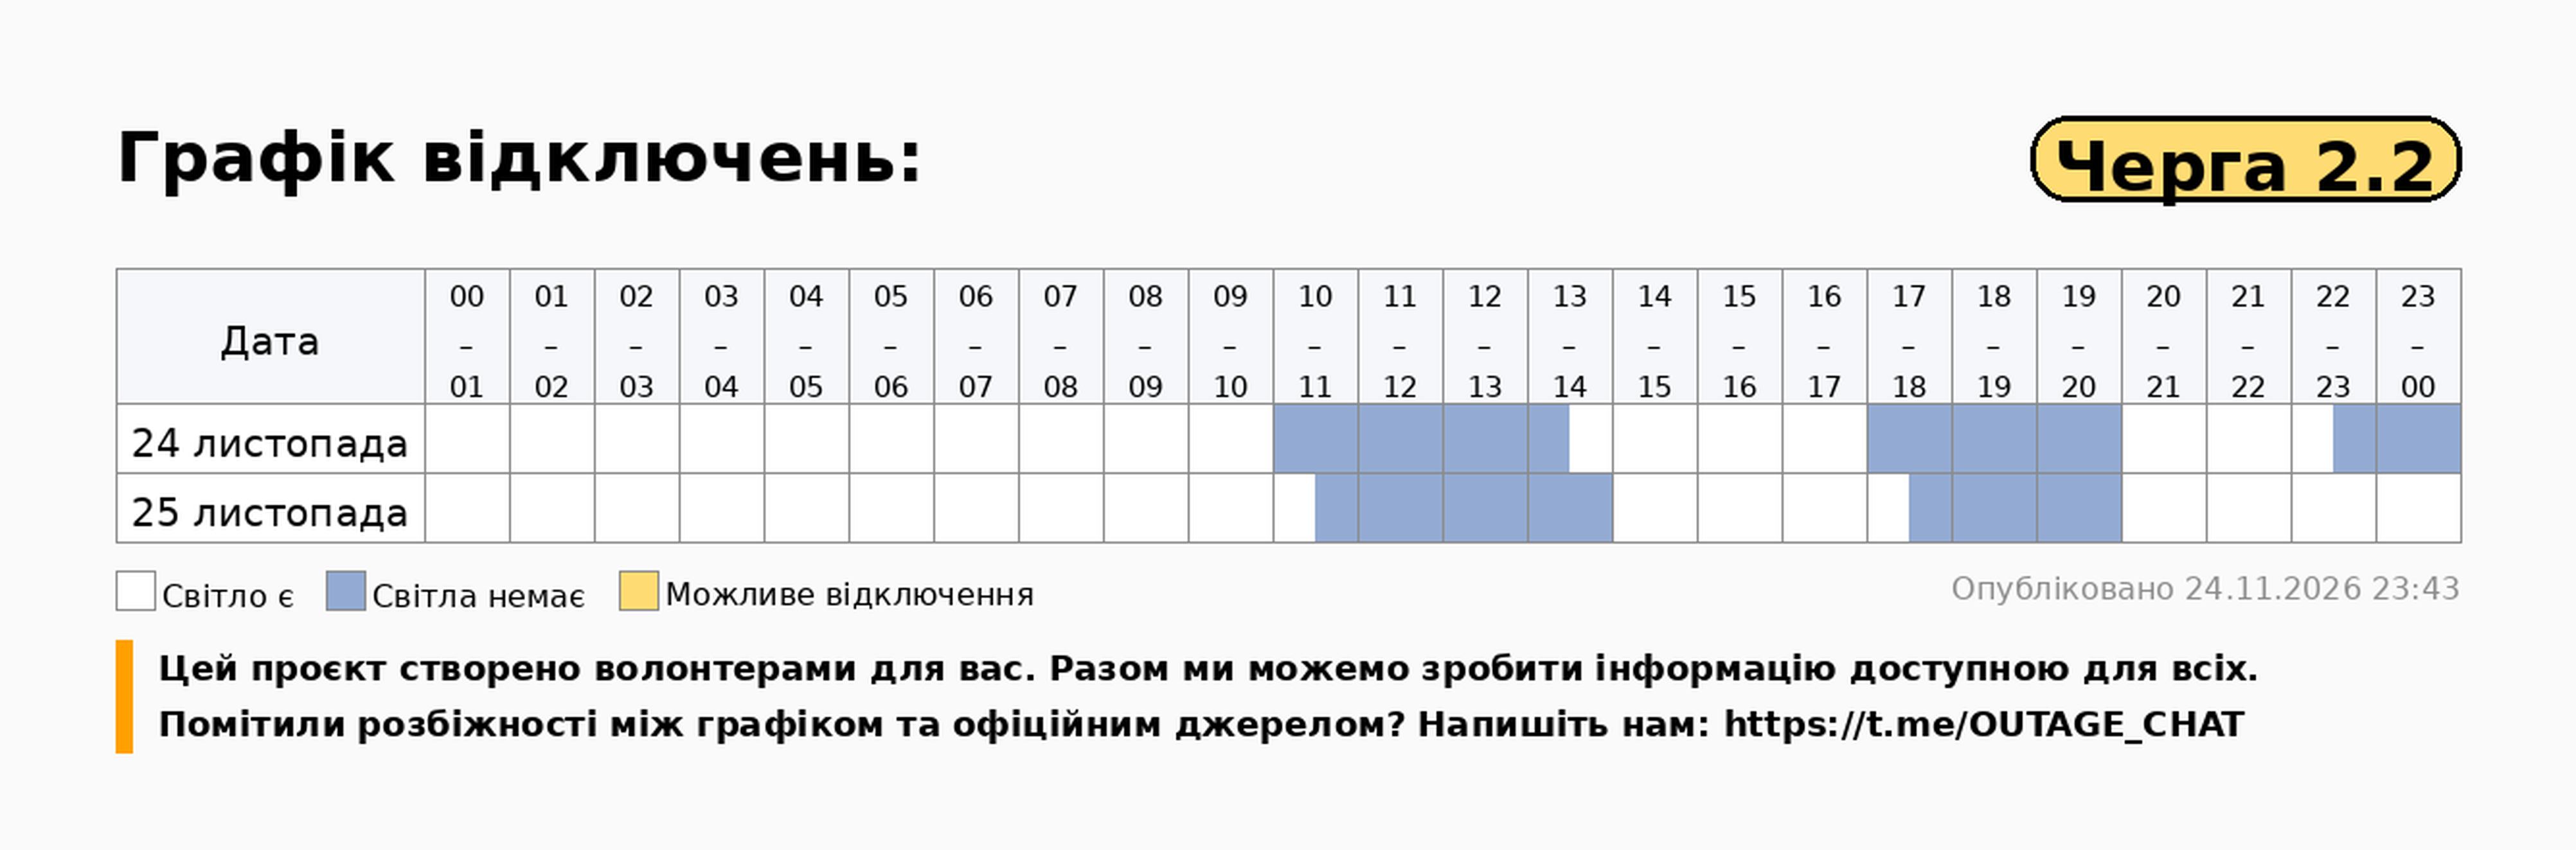 Графік відключень:
Черга 2.2
Дата
00 – 01
01 – 02
02 – 03
03 – 04
04 – 05
05 – 06
06 – 07
07 – 08
08 – 09
09 – 10
10 – 11
11 – 12
12 – 13
13 – 14
14 – 15
15 – 16
16 – 17
17 – 18
18 – 19
19 – 20
20 – 21
21 – 22
22 – 23
23 – 00
24 листопада
25 листопада
Світло є
Світла немає
Можливе відключення
Опубліковано 24.11.2026 23:43
Цей проєкт створено волонтерами для вас. Разом ми можемо зробити інформацію доступною для всіх.
Помітили розбіжності між графіком та офіційним джерелом? Напишіть нам: https://t.me/OUTAGE_CHAT